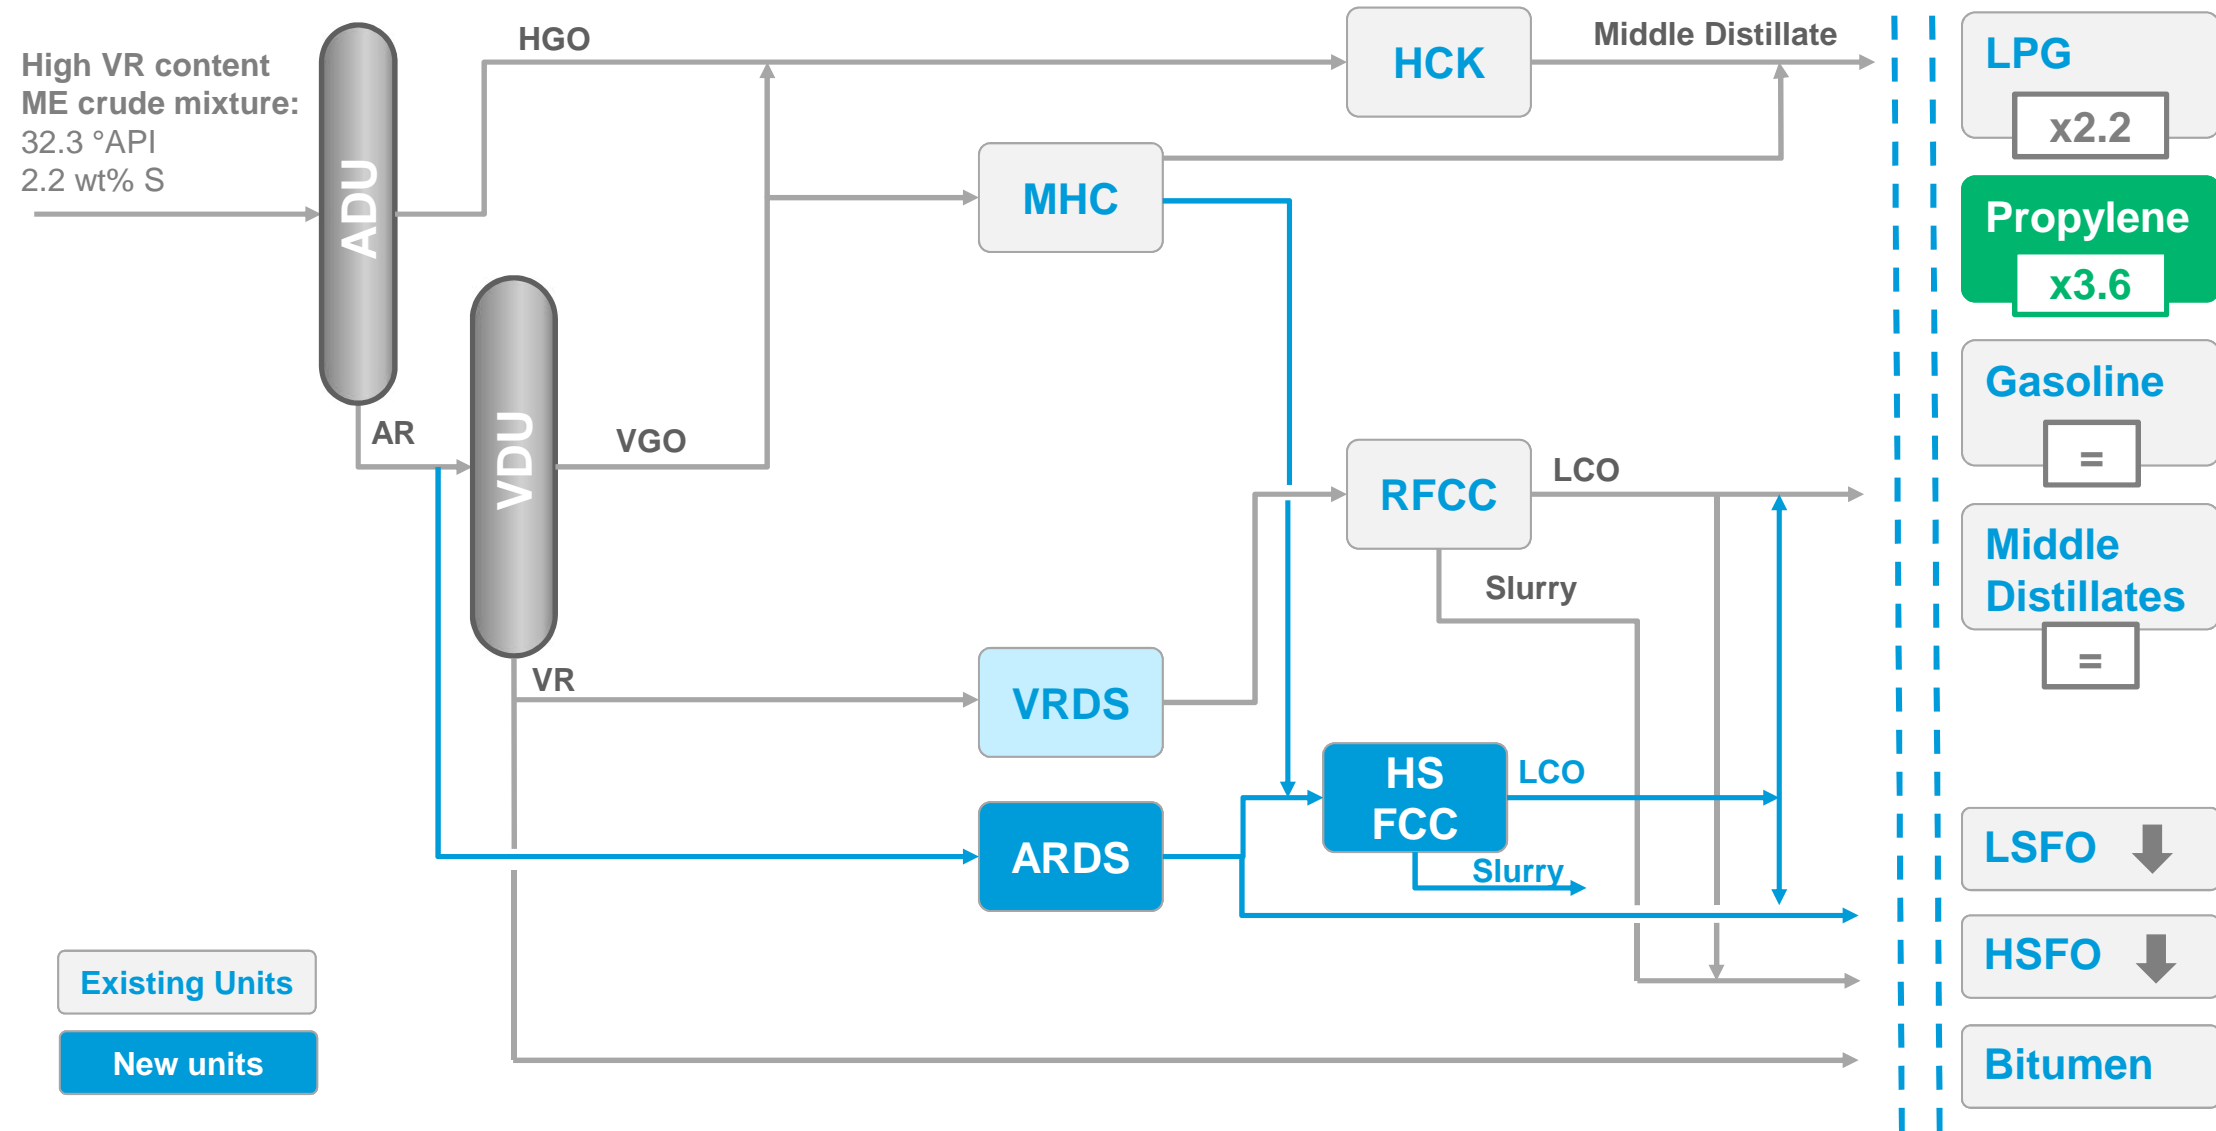 High VR content
ME crude mixture:
32.3 °API
2.2 wt% S
ADU
HGO
HCK
Middle Distillate
MHC
AR
VDU
VGO
RFCC
LCO
Slurry
VR
VRDS
HS
FCC
LCO
Slurry
ARDS
Existing Units
New units
LPG
x2.2
Propylene
x3.6
Gasoline
=
Middle
Distillates
=
LSFO
HSFO
Bitumen